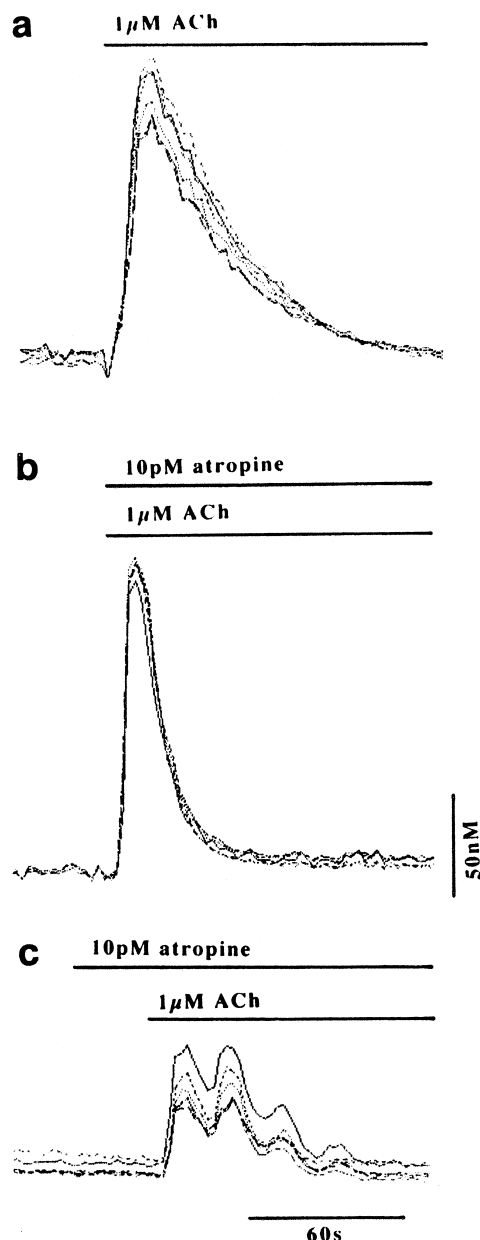 a
1μM ACh
b
10pM atropine
1μM ACh
50nM
c
10pM atropine
1μM ACh
60s